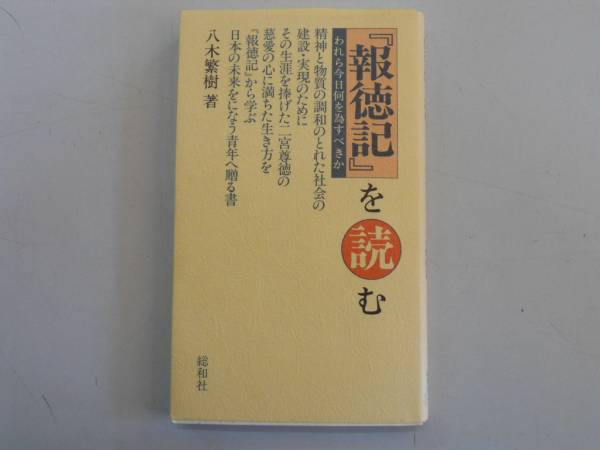 『報徳記』を読む
われら今日何を為すべきか
精神と物質の調和のとれた社会の
建設・実現のために
その生涯を捧げた二宮尊徳の
慈愛の心に満ちた生き方を
『報徳記』から学ぶ
日本の未来をになう青年へ贈る書
八木繁樹 著
総和社